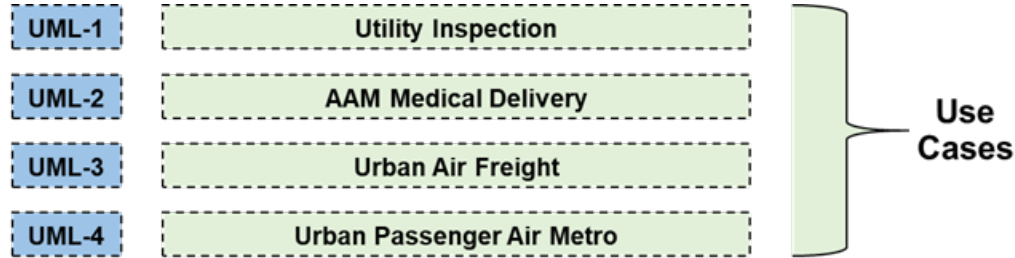 UML-1 Utility Inspection
UML-2 AAM Medical Delivery
UML-3 Urban Air Freight
UML-4 Urban Passenger Air Metro
Use
Cases